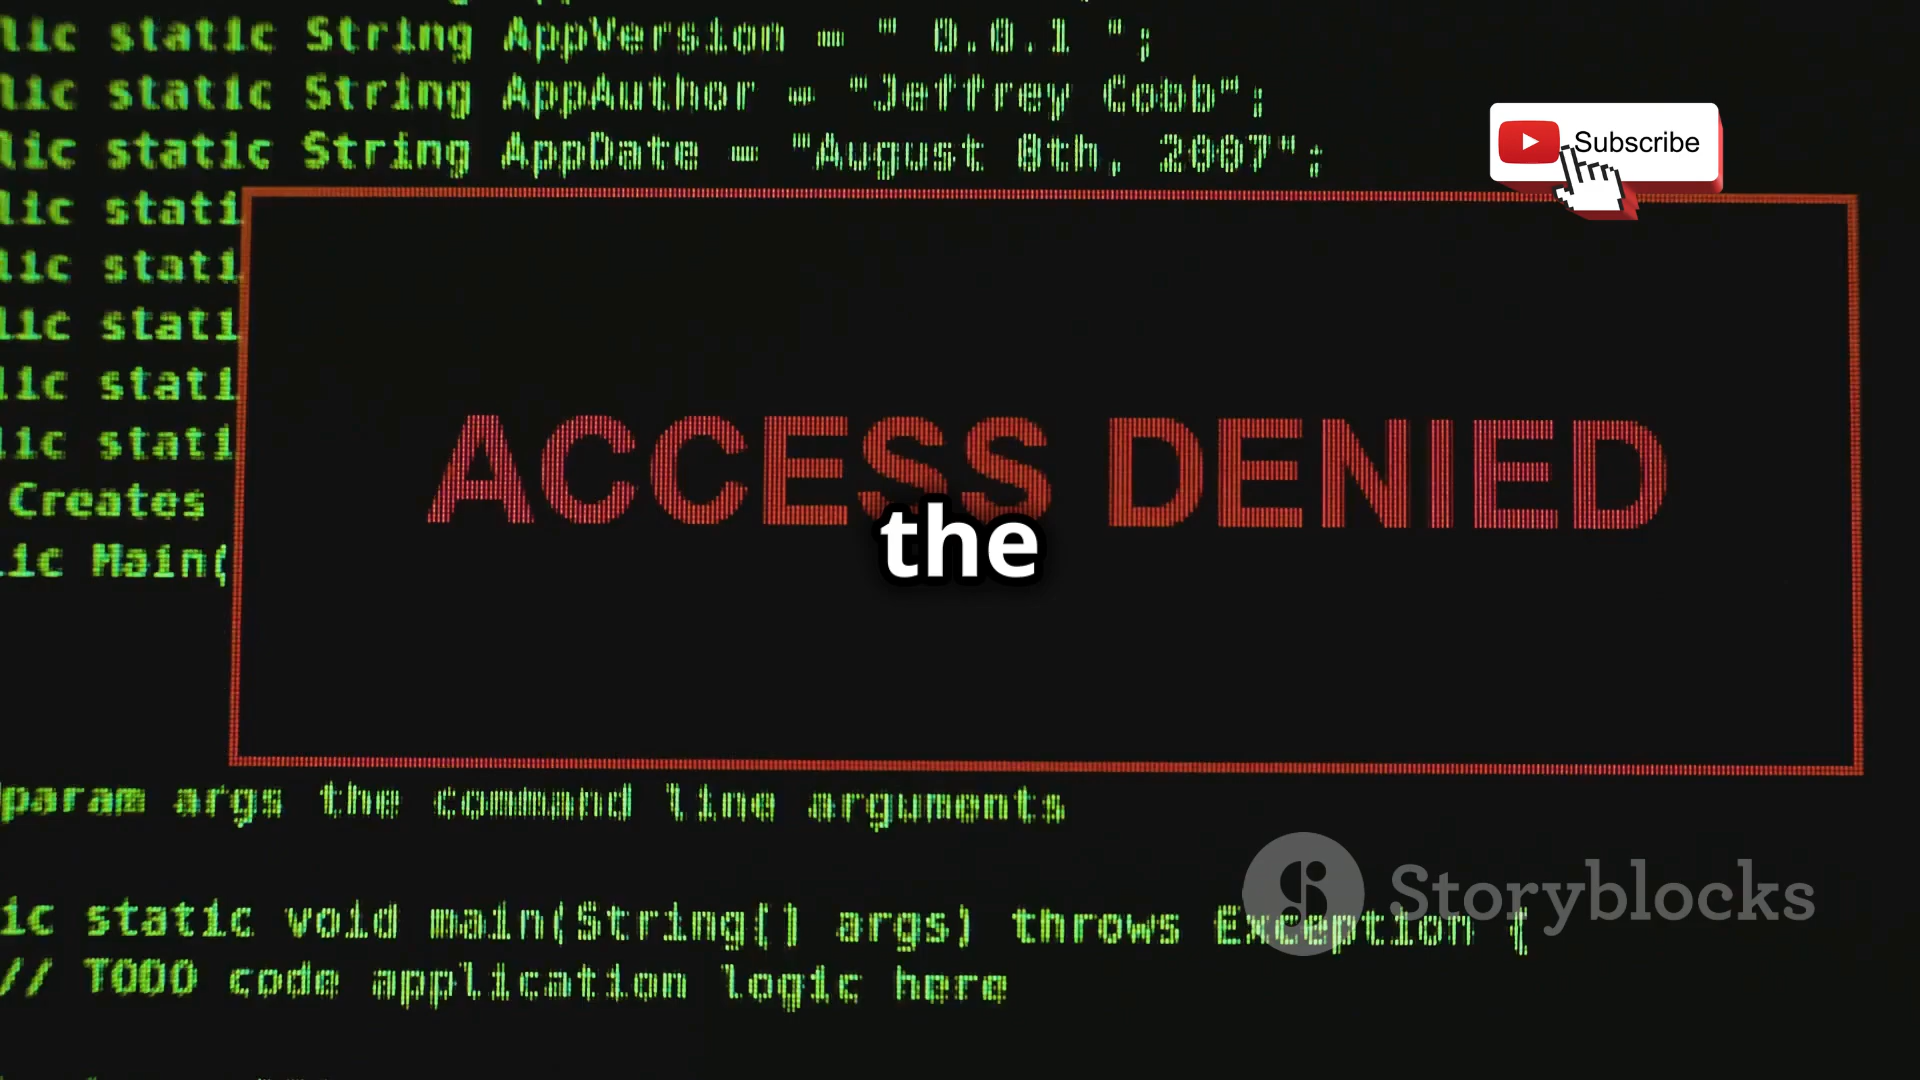 lic static String AppVersion = " 0.0.1 ";
lic static String AppAuthor = "Jeffrey Cobb";
lic static String AppDate = "August 8th, 2007";
Subscribe
lic stati
lic stati
lic stati
lic stati
lic stati
ACCESS DENIED
Creates
the
ic Main(
param args the command line arguments
Storyblocks
ic static void main(String[] args) throws Exception {
// TODO code application logic here